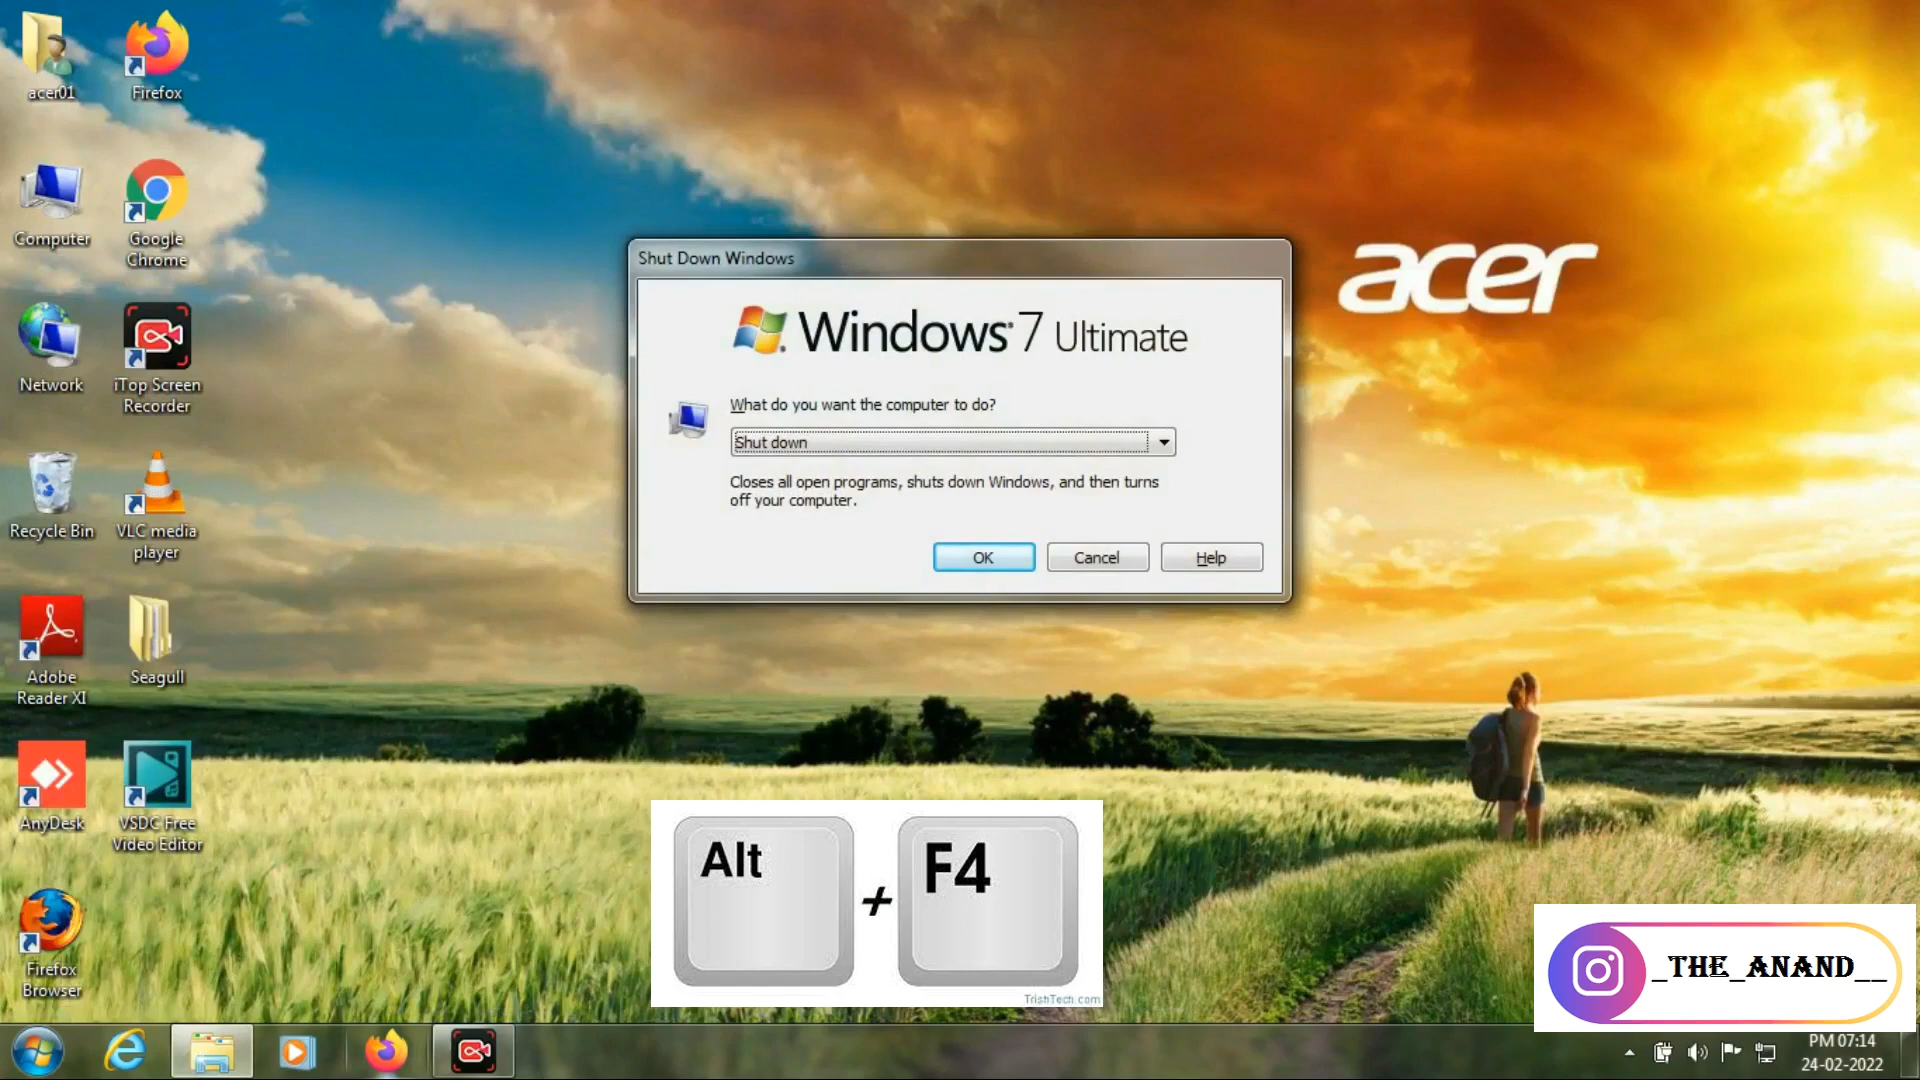 acer01
Firefox
Computer
Google
Chrome
Network
iTop Screen
Recorder
Recycle Bin
VLC media
player
Adobe
Reader XI
Seagull
AnyDesk
VSDC Free
Video Editor
Firefox
Browser
Shut Down Windows
Windows 7 Ultimate
What do you want the computer to do?
Shut down
Closes all open programs, shuts down Windows, and then turns
off your computer.
OK
Cancel
Help
acer
Alt
+
F4
TrishTech.com
_THE_ANAND__
PM 07:14
24-02-2022